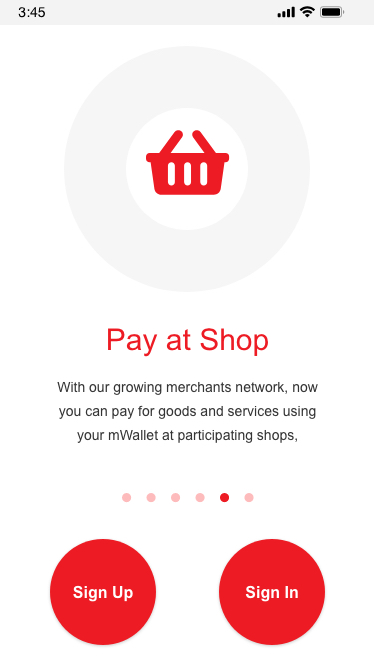 3:45
Pay at Shop
With our growing merchants network, now
you can pay for goods and services using
your mWallet at participating shops,
Sign Up
Sign In